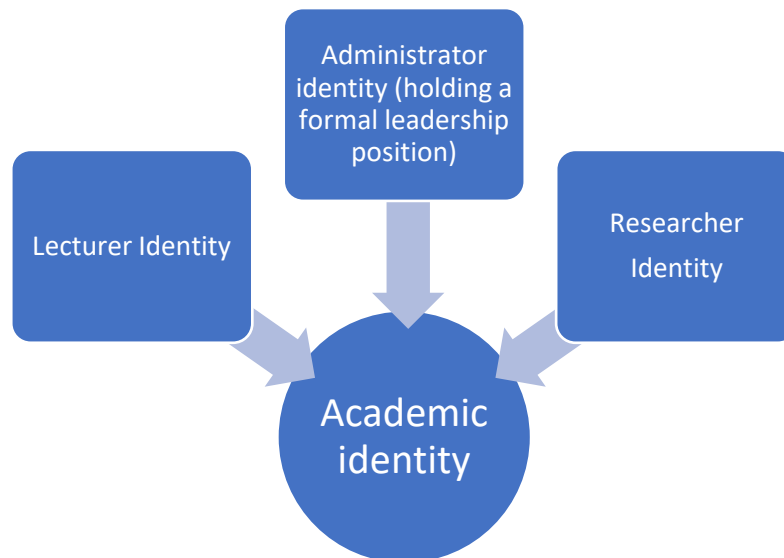 Administrator
identity (holding a
formal leadership
position)
Lecturer Identity
Researcher
Identity
Academic
identity